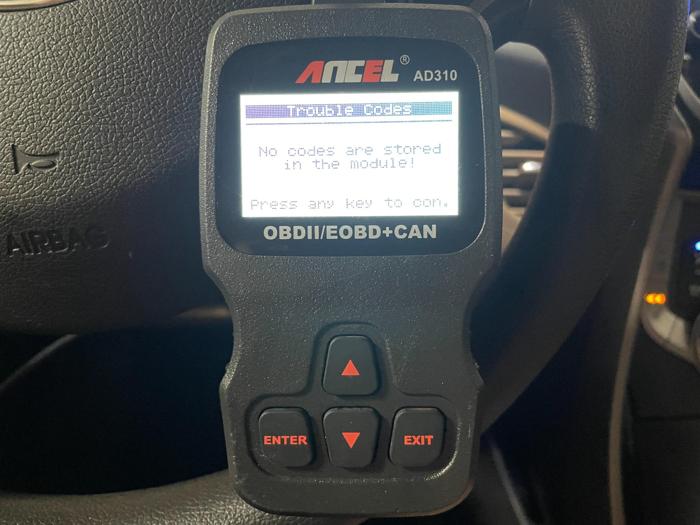 ANCEL® AD310
Trouble Codes
No codes are stored
in the module!
Press any key to con.
OBDII/EOBD+CAN
AIRBAG
ENTER
EXIT